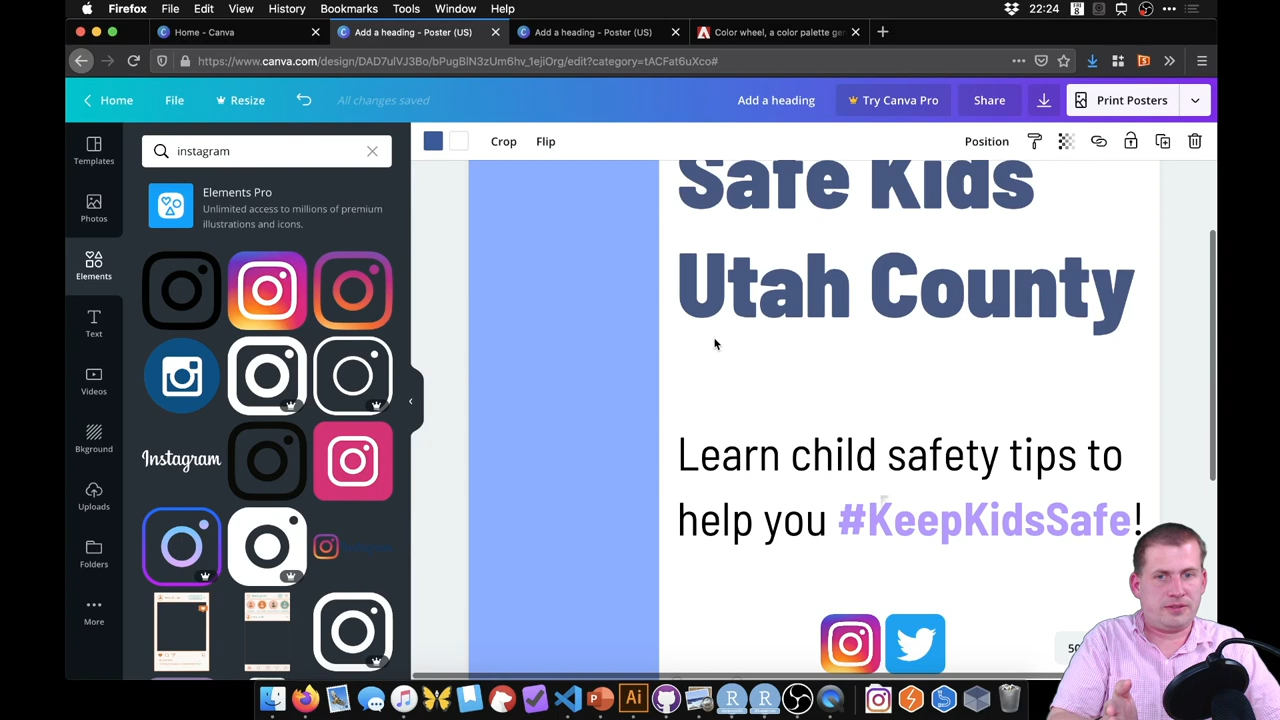 Firefox File Edit View History Bookmarks Tools Window Help
FRI 8 22:24
Home - Canva
Add a heading - Poster (US)
Add a heading - Poster (US)
Color wheel, a color palette ge
https://www.canva.com/design/DAD7uIVJ3Bo/bPugBlN3zUm6hv_1ejiOrg/edit?category=tACFat6uXco#
Home File Resize All changes saved Add a heading Try Canva Pro Share Print Posters
Crop Flip Position
Templates
Photos
Elements
Text
Videos
Bkground
Uploads
Folders
More
instagram
Elements Pro
Unlimited access to millions of premium
illustrations and icons.
Instagram
Safe Kids
Utah County
Learn child safety tips to
help you #KeepKidsSafe!
Ai
R
R